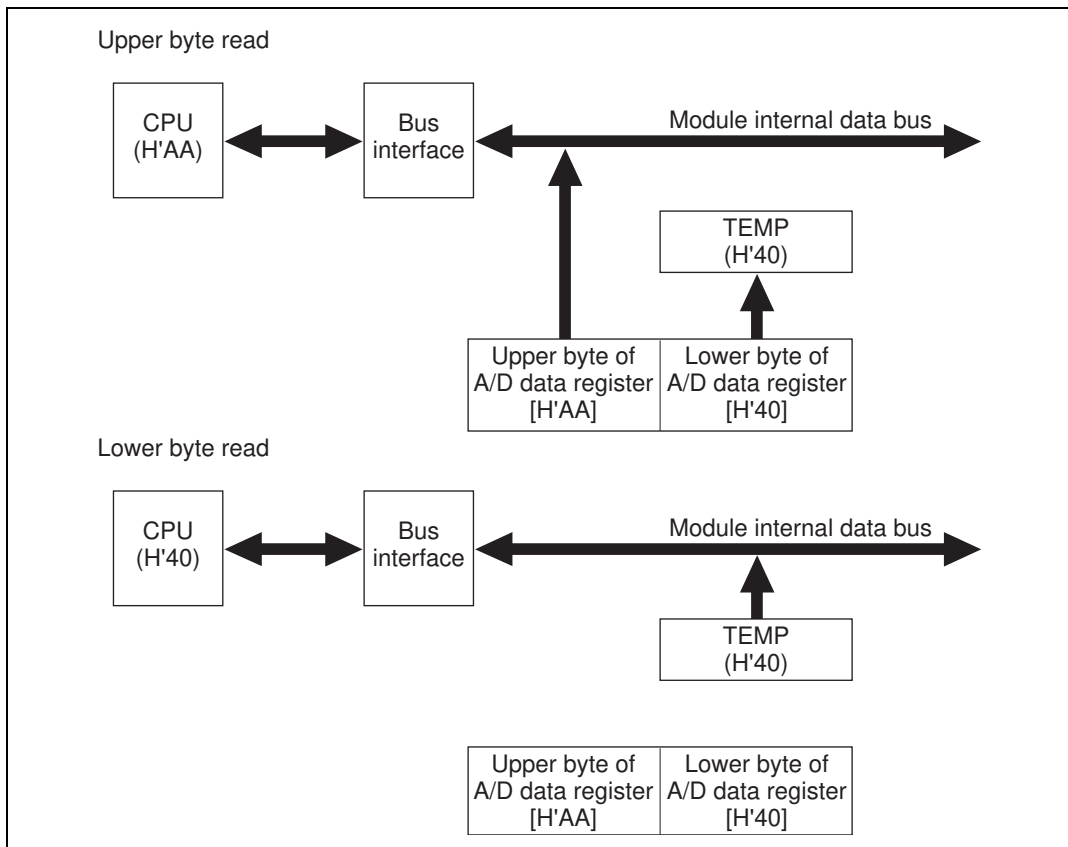 Upper byte read
CPU
(H'AA)
Bus
interface
Module internal data bus
TEMP
(H'40)
Upper byte of
A/D data register
[H'AA]
Lower byte of
A/D data register
[H'40]
Lower byte read
CPU
(H'40)
Bus
interface
Module internal data bus
TEMP
(H'40)
Upper byte of
A/D data register
[H'AA]
Lower byte of
A/D data register
[H'40]